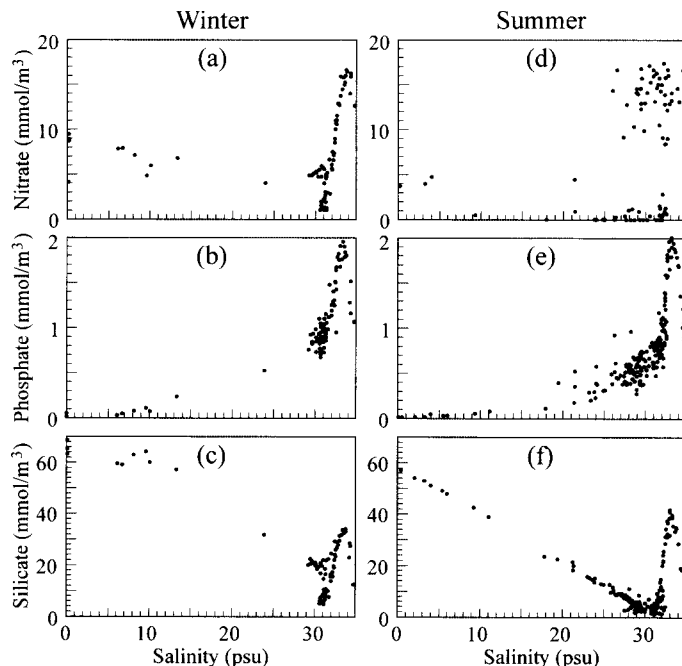 Winter
Summer
(a)
(d)
Nitrate (mmol/m³)
20
10
0
20
10
0
(b)
(e)
Phosphate (mmol/m³)
2
1
0
2
1
0
(c)
(f)
Silicate (mmol/m³)
60
40
20
0
60
40
20
0
0
10
20
30
0
10
20
30
Salinity (psu)
Salinity (psu)